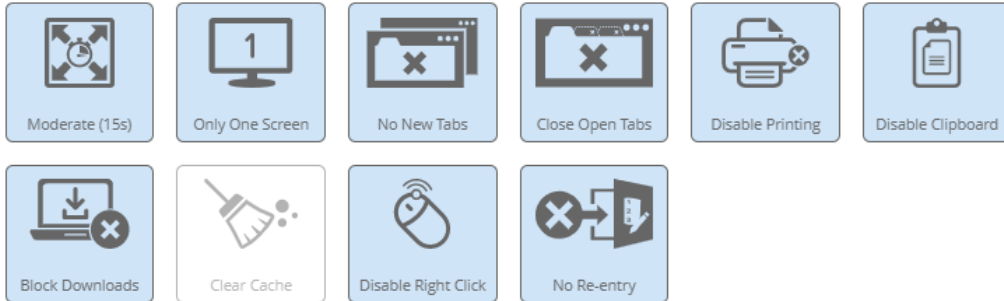 1
Moderate (15s)
Only One Screen
No New Tabs
Close Open Tabs
Disable Printing
Disable Clipboard
Block Downloads
Clear Cache
Disable Right Click
No Re-entry